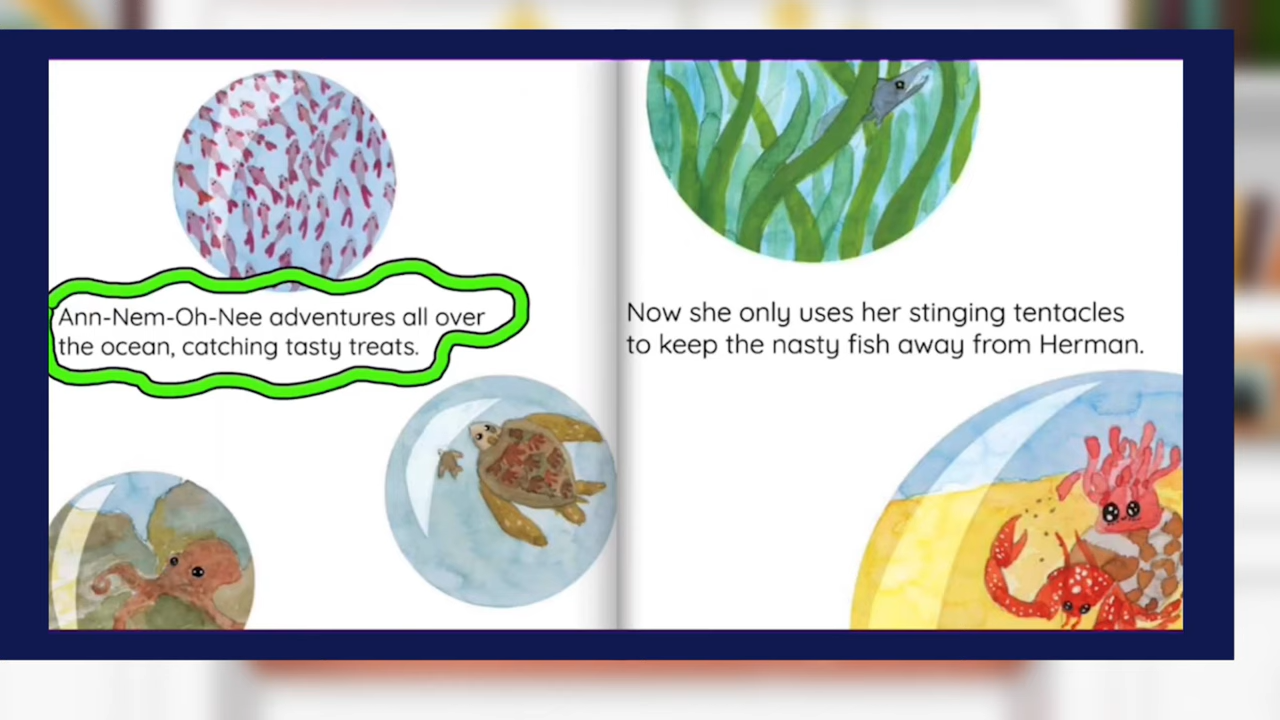 Ann-Nem-Oh-Nee adventures all over
the ocean, catching tasty treats.
Now she only uses her stinging tentacles
to keep the nasty fish away from Herman.